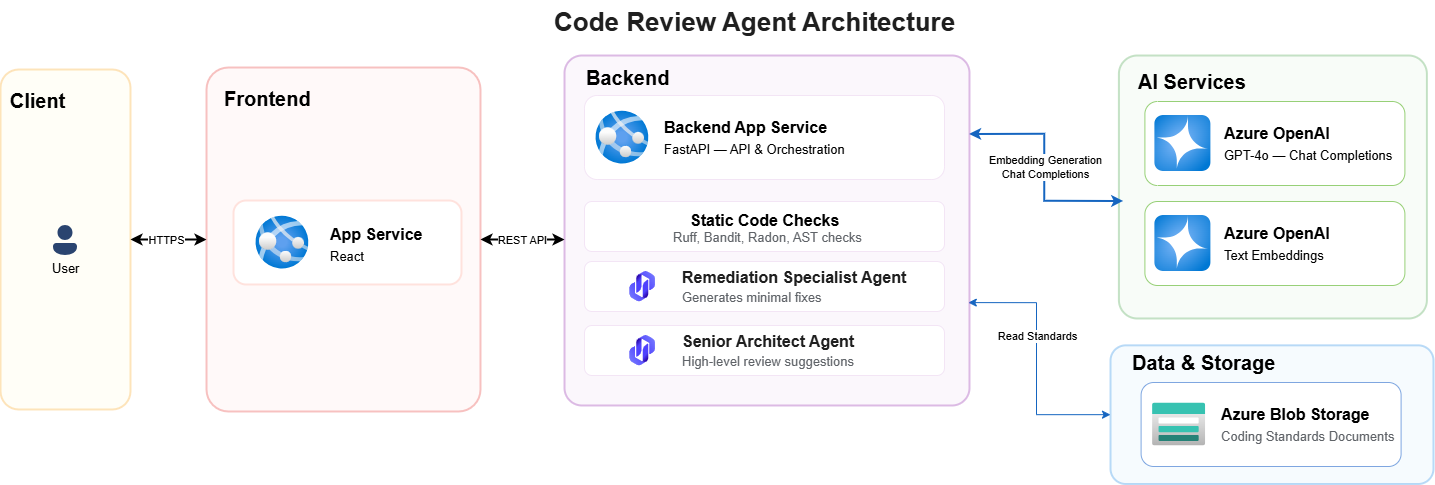 Code Review Agent Architecture
Client
User
HTTPS
Frontend
App Service
React
REST API
Backend
Backend App Service
FastAPI — API & Orchestration
Static Code Checks
Ruff, Bandit, Radon, AST checks
Remediation Specialist Agent
Generates minimal fixes
Senior Architect Agent
High-level review suggestions
Embedding Generation
Chat Completions
Read Standards
AI Services
Azure OpenAI
GPT-4o — Chat Completions
Azure OpenAI
Text Embeddings
Data & Storage
Azure Blob Storage
Coding Standards Documents